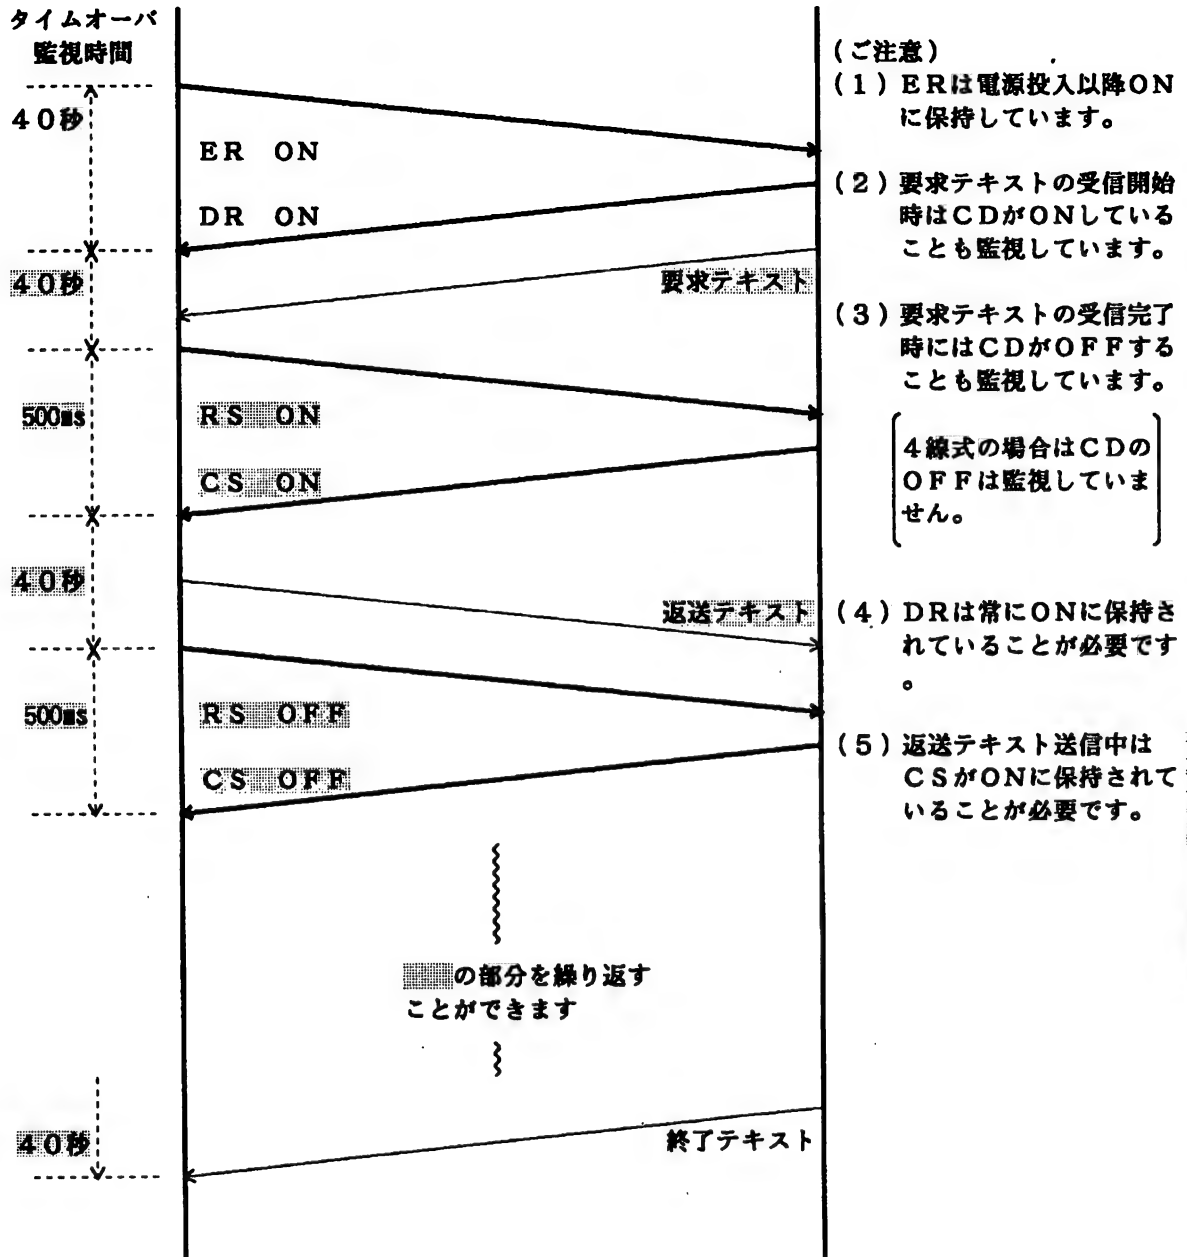 タイムオーバ
監視時間
40秒
ER ON
DR ON
40秒
要求テキスト
500ms
RS ON
CS ON
40秒
返送テキスト
500ms
RS OFF
CS OFF
の部分を繰り返す
ことができます
40秒
終了テキスト
(ご注意)
(1)ERは電源投入以降ON
に保持しています。
(2)要求テキストの受信開始
時はCDがONしている
ことも監視しています。
(3)要求テキストの受信完了
時にはCDがOFFする
ことも監視しています。
4線式の場合はCDの
OFFは監視していま
せん。
(4)DRは常にONに保持さ
れていることが必要です
。
(5)返送テキスト送信中は
CSがONに保持されて
いることが必要です。